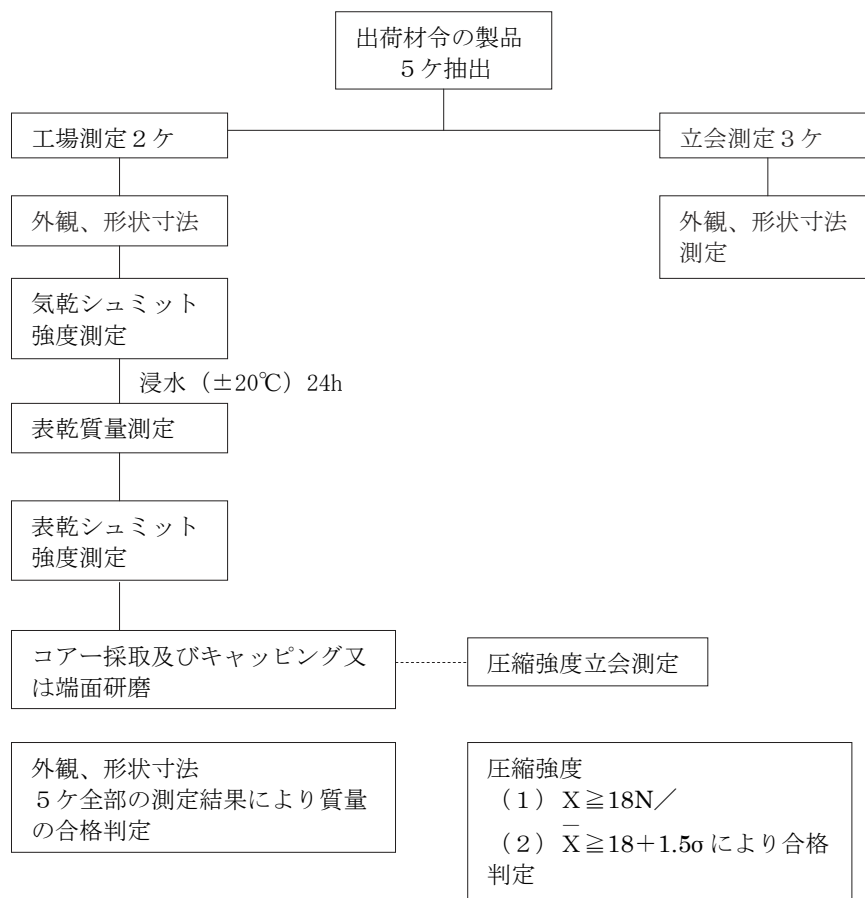 出荷材令の製品
５ケ抽出
工場測定２ケ
立会測定３ケ
外観、形状寸法
外観、形状寸法
測定
気乾シュミット
強度測定
浸水（±20℃）24h
表乾質量測定
表乾シュミット
強度測定
コアー採取及びキャッピング又
は端面研磨
圧縮強度立会測定
外観、形状寸法
５ケ全部の測定結果により質量
の合格判定
圧縮強度
（１）X≧18N／
（２）X̅≧18＋1.5σにより合格
判定